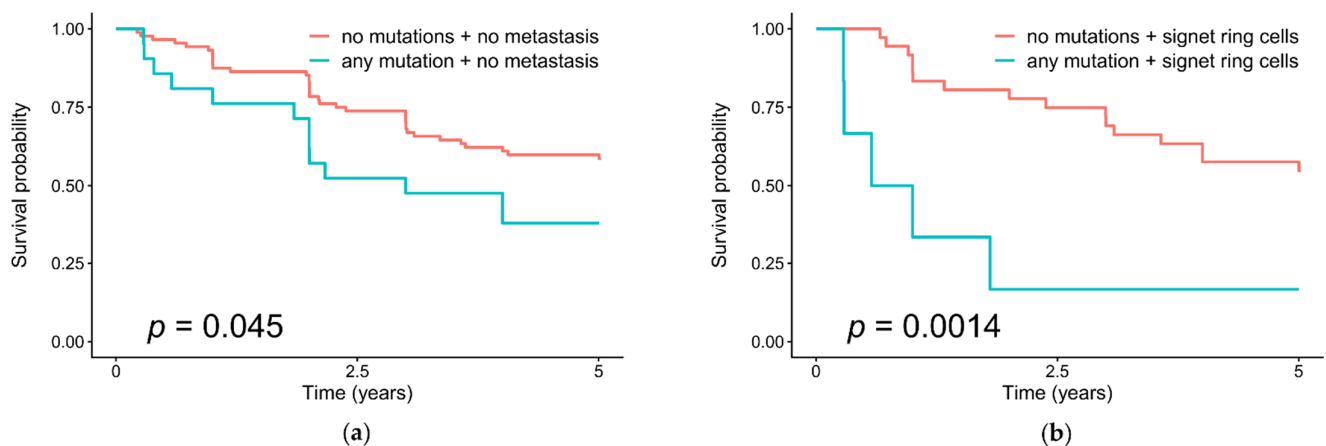 1.00
0.75
0.50
0.25
0.00
Survival probability
no mutations + no metastasis
any mutation + no metastasis
p = 0.045
0
2.5
5
Time (years)
(a)
1.00
0.75
0.50
0.25
0.00
Survival probability
no mutations + signet ring cells
any mutation + signet ring cells
p = 0.0014
0
2.5
5
Time (years)
(b)